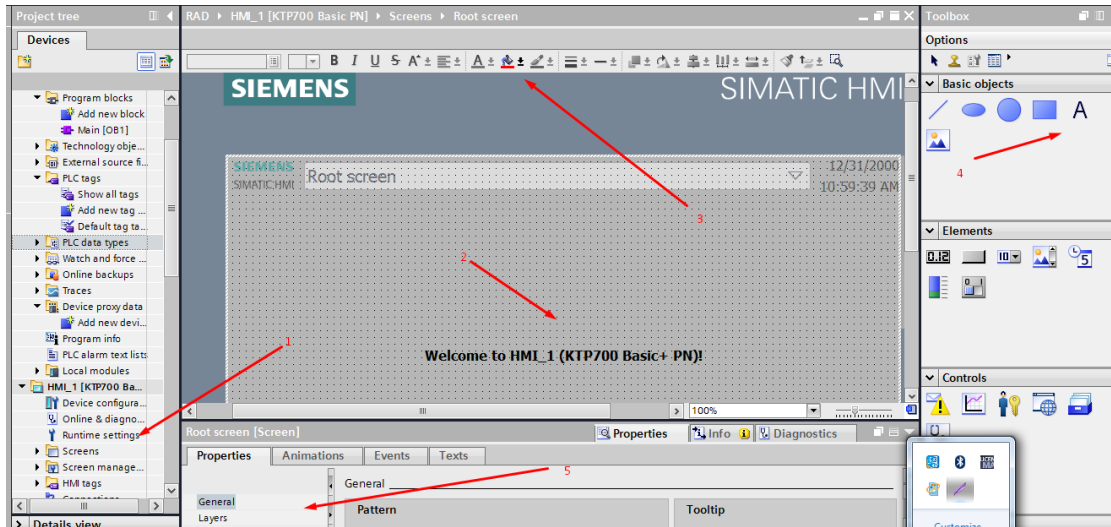 Project tree
RAD ▸ HMI_1 [KTP700 Basic PN] ▸ Screens ▸ Root screen
Toolbox
Devices
Options
B I U S A A
SIEMENS
SIMATIC HMI
Basic objects
A
Program blocks
Add new block
Main [OB1]
Technology obje...
External source fi...
PLC tags
Show all tags
Add new tag ...
Default tag ta...
PLC data types
Watch and force ...
Online backups
Traces
Device proxy data
Add new devi...
Program info
PLC alarm text lists
Local modules
HMI_1 [KTP700 Ba...
Device configura...
Online & diagno...
Runtime settings
Screens
Screen manage...
HMI tags
Connections
Details view
SIEMENS
SIMATIC HMI
Root screen
12/31/2000
10:59:39 AM
Welcome to HMI_1 (KTP700 Basic+ PN)!
1
2
3
4
5
Elements
0.12
10
5
Controls
100%
Root screen [Screen]
Properties
Info
Diagnostics
Properties
Animations
Events
Texts
General
Layers
General
Pattern
Tooltip
Customize